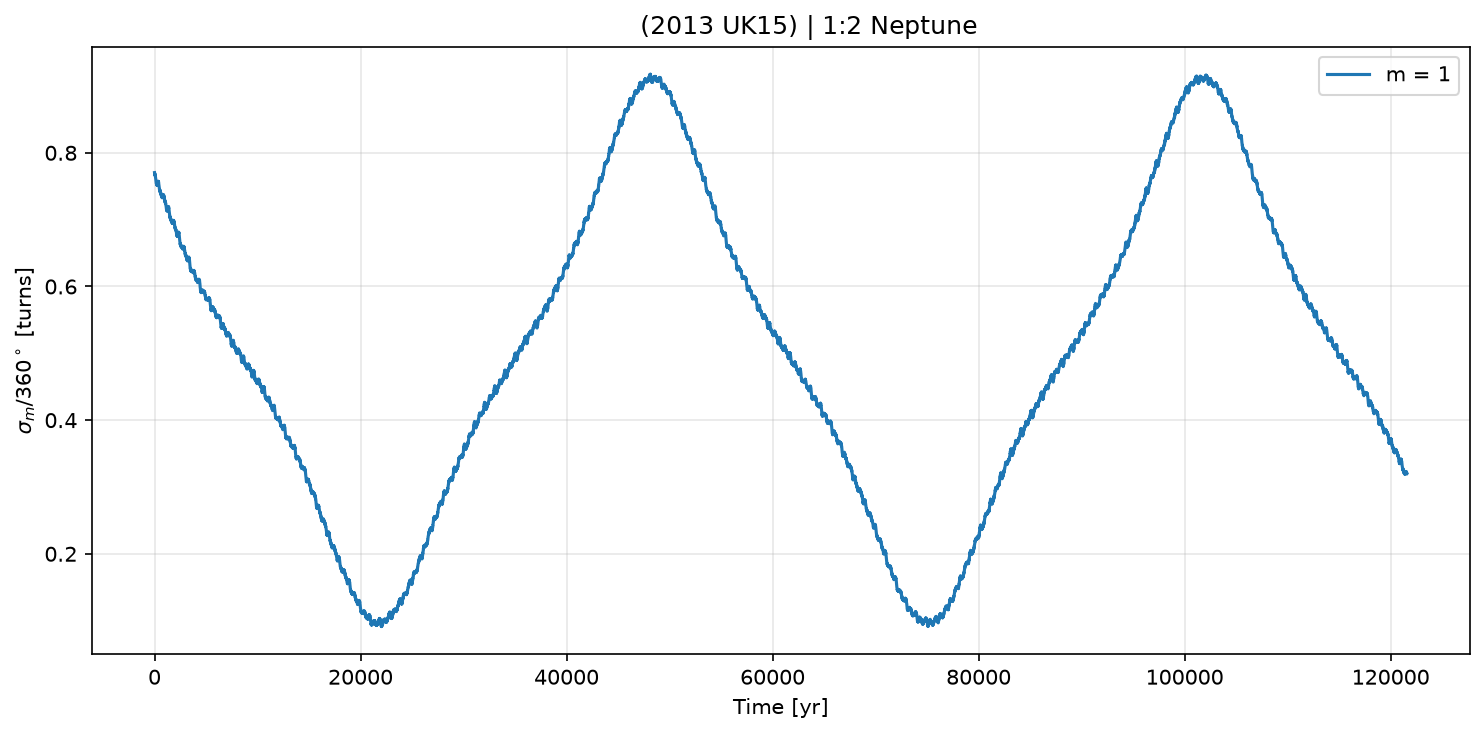 (2013 UK15) | 1:2 Neptune
m = 1
σm/360° [turns]
0.8
0.6
0.4
0.2
0 20000 40000 60000 80000 100000 120000
Time [yr]